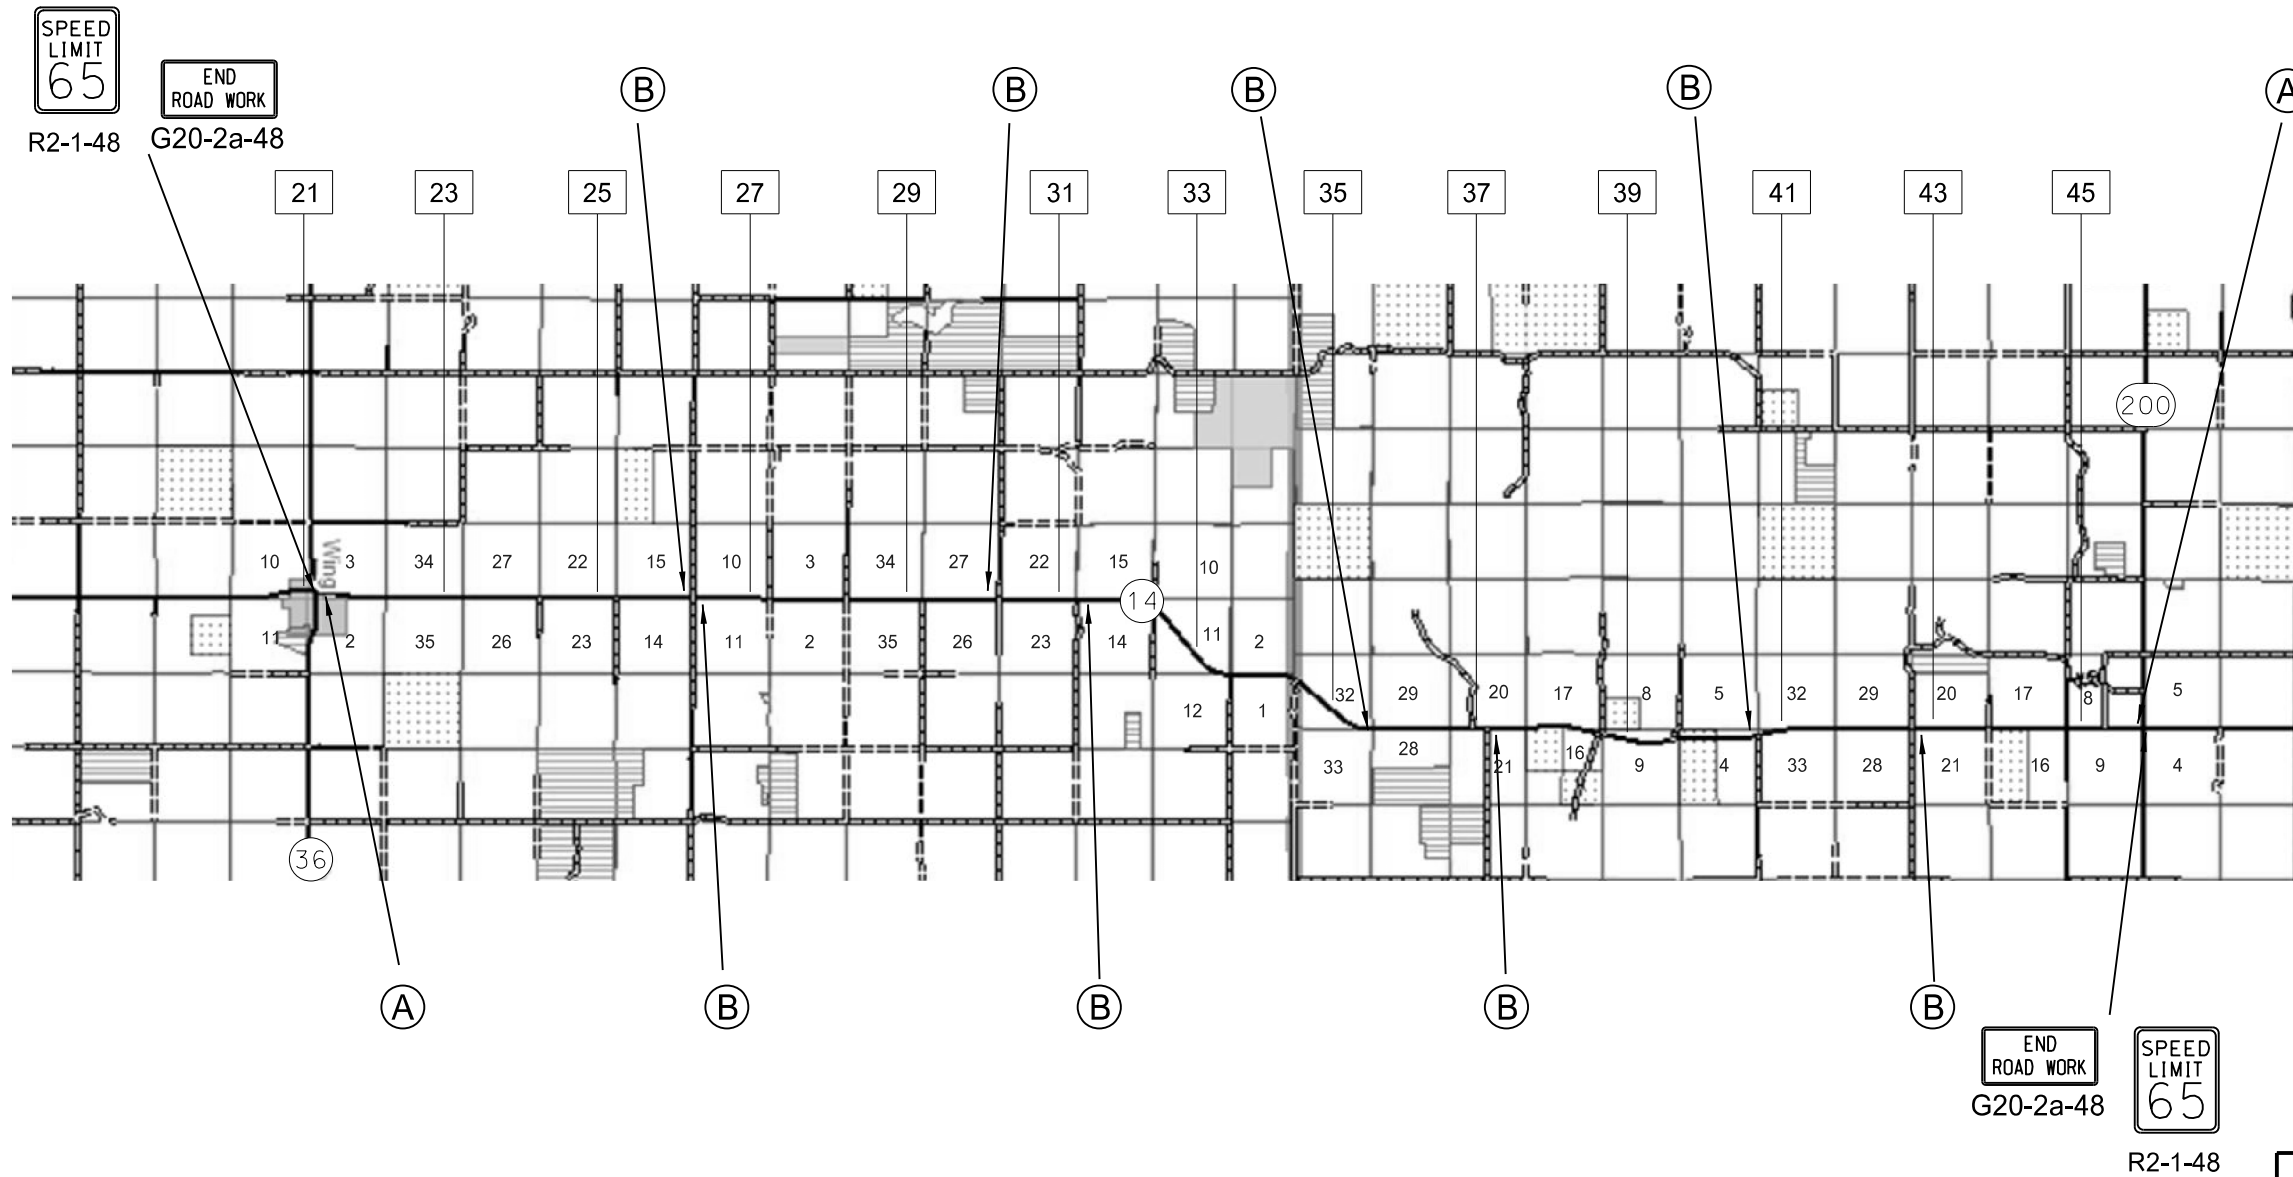 SPEED
LIMIT
65
R2-1-48
END
ROAD WORK
G20-2a-48
B B B B A
21 23 25 27 29 31 33 35 37 39 41 43 45
200
Wing
10 3 34 27 22 15 10 3 34 27 22 15 10
14
11 2 35 26 23 14 11 2 35 26 23 14 11 2
32 29 20 17 8 5 32 29 20 17 8 5
12 1
33 28 21 16 9 4 33 28 21 16 9 4
36
A B B B B
END
ROAD WORK
G20-2a-48
SPEED
LIMIT
65
R2-1-48